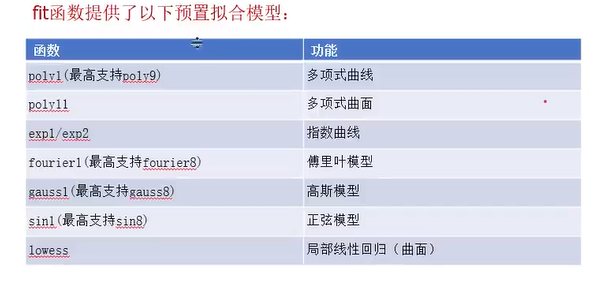 fit函数提供了以下预置拟合模型：
函数 功能
poly1(最高支持poly9) 多项式曲线
poly11 多项式曲面
exp1/exp2 指数曲线
fourier1(最高支持fourier8) 傅里叶模型
gauss1(最高支持gauss8) 高斯模型
sin1(最高支持sin8) 正弦模型
lowess 局部线性回归（曲面）